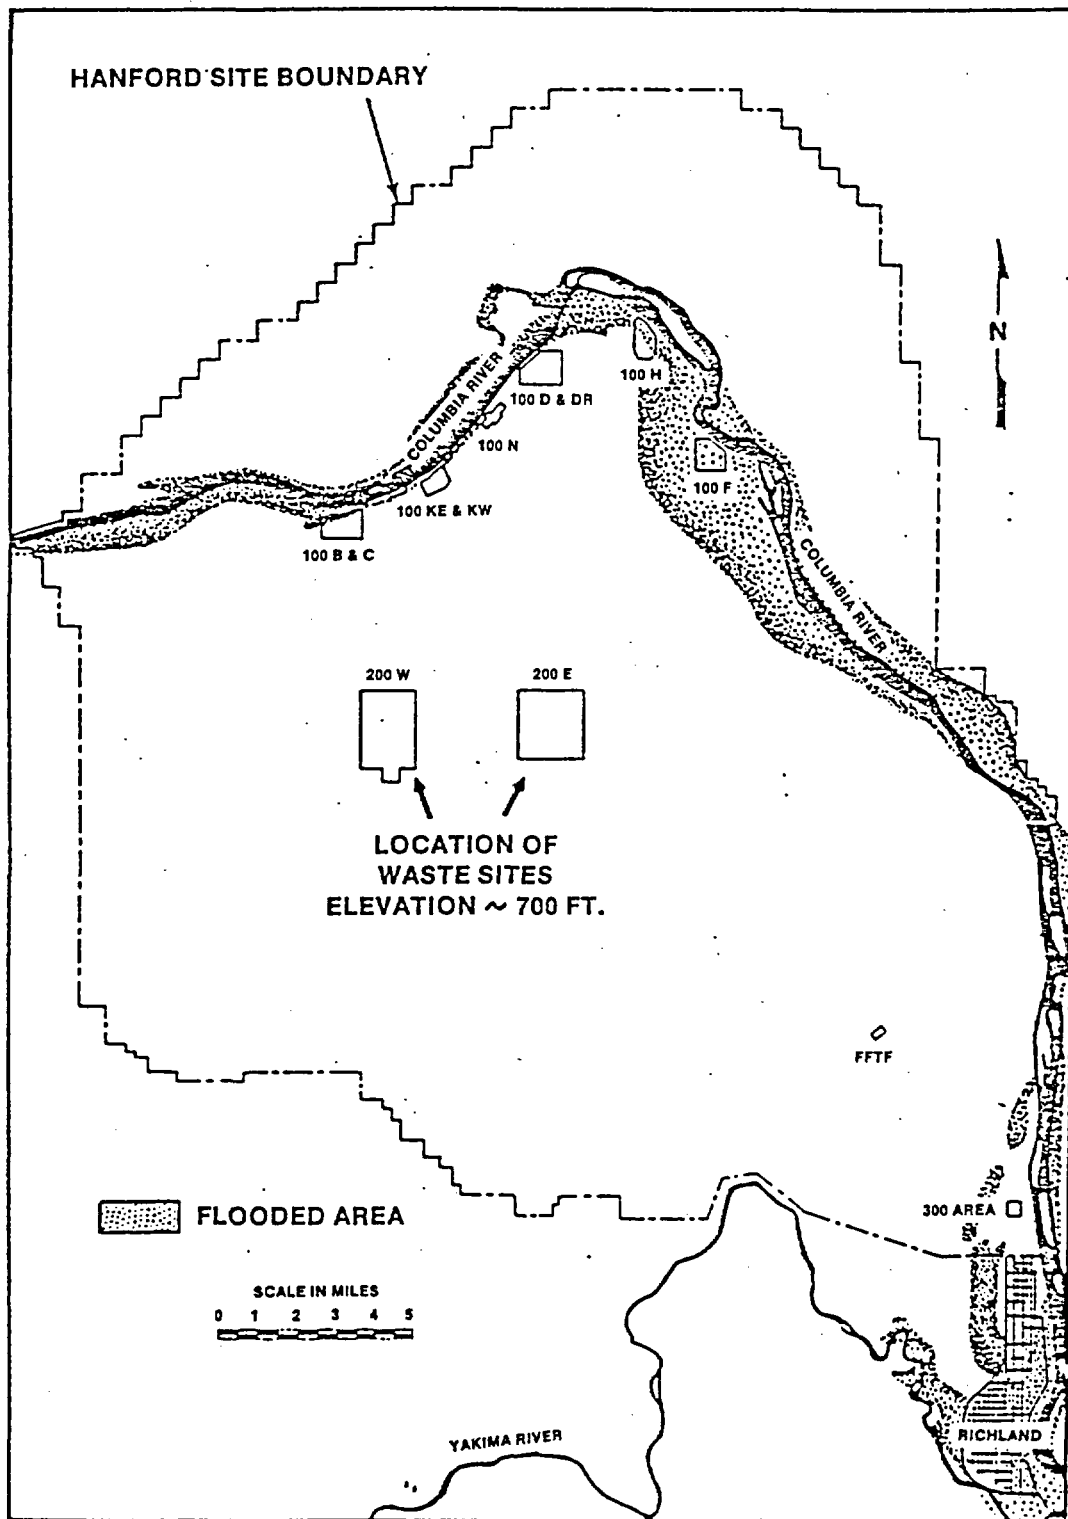 HANFORD SITE BOUNDARY
N
COLUMBIA RIVER
100 H
100 D & DR
100 N
100 F
100 KE & KW
100 B & C
COLUMBIA RIVER
200 W
200 E
LOCATION OF
WASTE SITES
ELEVATION ~ 700 FT.
FFTF
300 AREA
FLOODED AREA
SCALE IN MILES
0 1 2 3 4 5
YAKIMA RIVER
RICHLAND